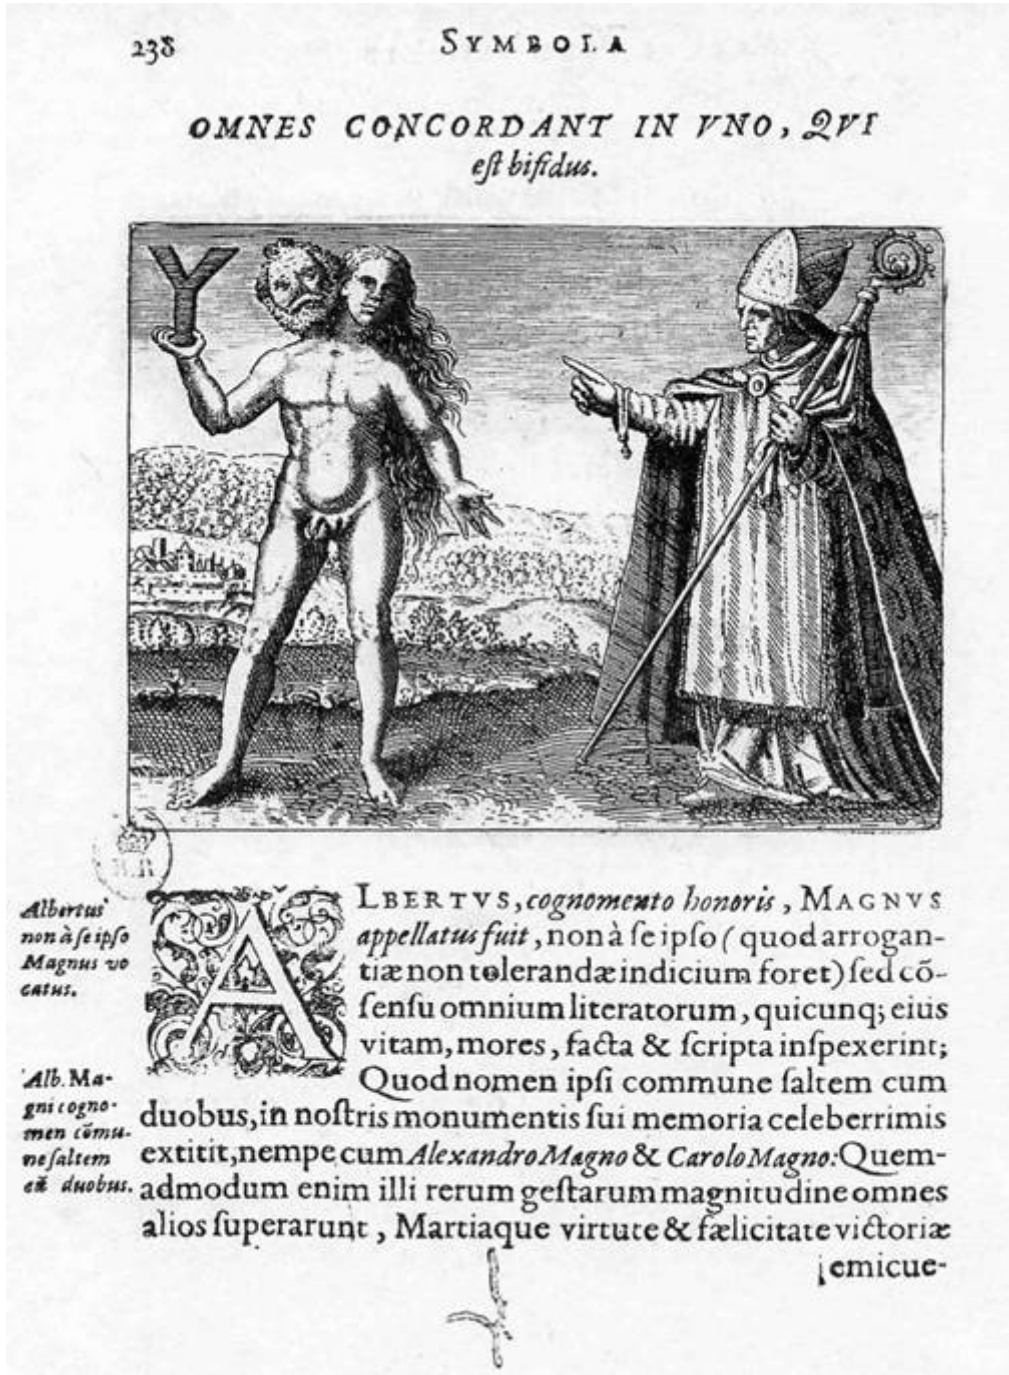 238
SYMBOLA
OMNES CONCORDANT IN VNO, QVI
est bifidus.
Y
Albertus
non à se ipso
Magnus vo
catus.
ALBERTVS, cognomento honoris, MAGNVS
appellatus fuit, non à se ipso (quod arrogan-
tiæ non tolerandæ indicium foret) sed cõ-
sensu omnium literatorum, quicunq; eius
vitam, mores, facta & scripta inspexerint;
Quod nomen ipsi commune saltem cum
duobus, in nostris monumentis sui memoria celeberrimis
extitit, nempe cum Alexandro Magno & Carolo Magno: Quem-
admodum enim illi rerum gestarum magnitudine omnes
alios superarunt, Martiaque virtute & fælicitate victoriæ
emicue-
Alb. Ma-
gni cogno-
men cõmu-
ne saltem
duobus.